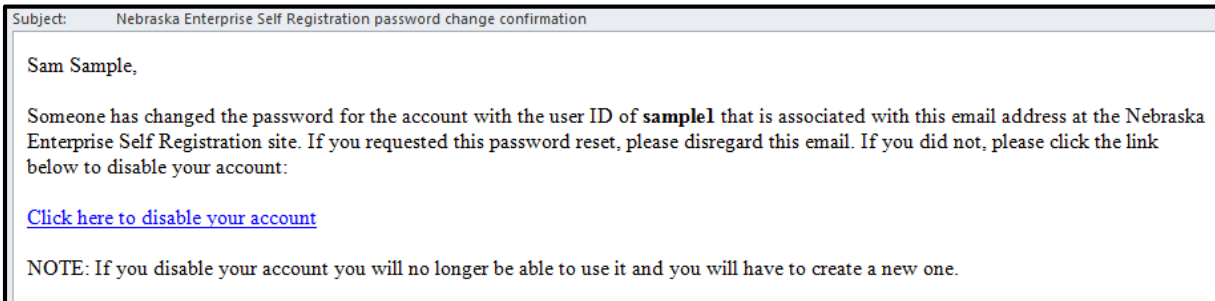 Subject: Nebraska Enterprise Self Registration password change confirmation
Sam Sample,
Someone has changed the password for the account with the user ID of sample1 that is associated with this email address at the Nebraska
Enterprise Self Registration site. If you requested this password reset, please disregard this email. If you did not, please click the link
below to disable your account:
Click here to disable your account
NOTE: If you disable your account you will no longer be able to use it and you will have to create a new one.